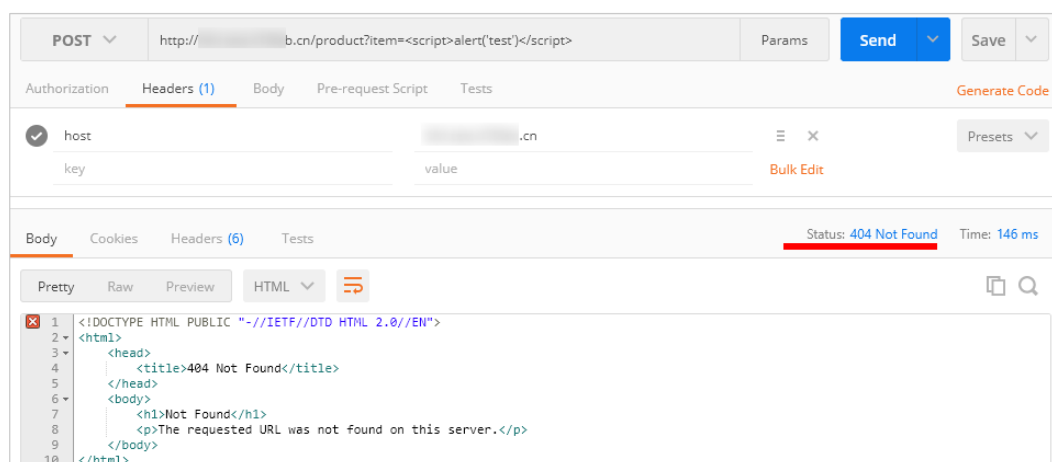 POST http:// b.cn/product?item=<script>alert('test')</script> Params Send Save
Authorization Headers (1) Body Pre-request Script Tests Generate Code
host .cn Presets
key value Bulk Edit
Body Cookies Headers (6) Tests Status: 404 Not Found Time: 146 ms
Pretty Raw Preview HTML
1 <!DOCTYPE HTML PUBLIC "-//IETF//DTD HTML 2.0//EN">
2 <html>
3 <head>
4 <title>404 Not Found</title>
5 </head>
6 <body>
7 <h1>Not Found</h1>
8 <p>The requested URL was not found on this server.</p>
9 </body>
10 </html>